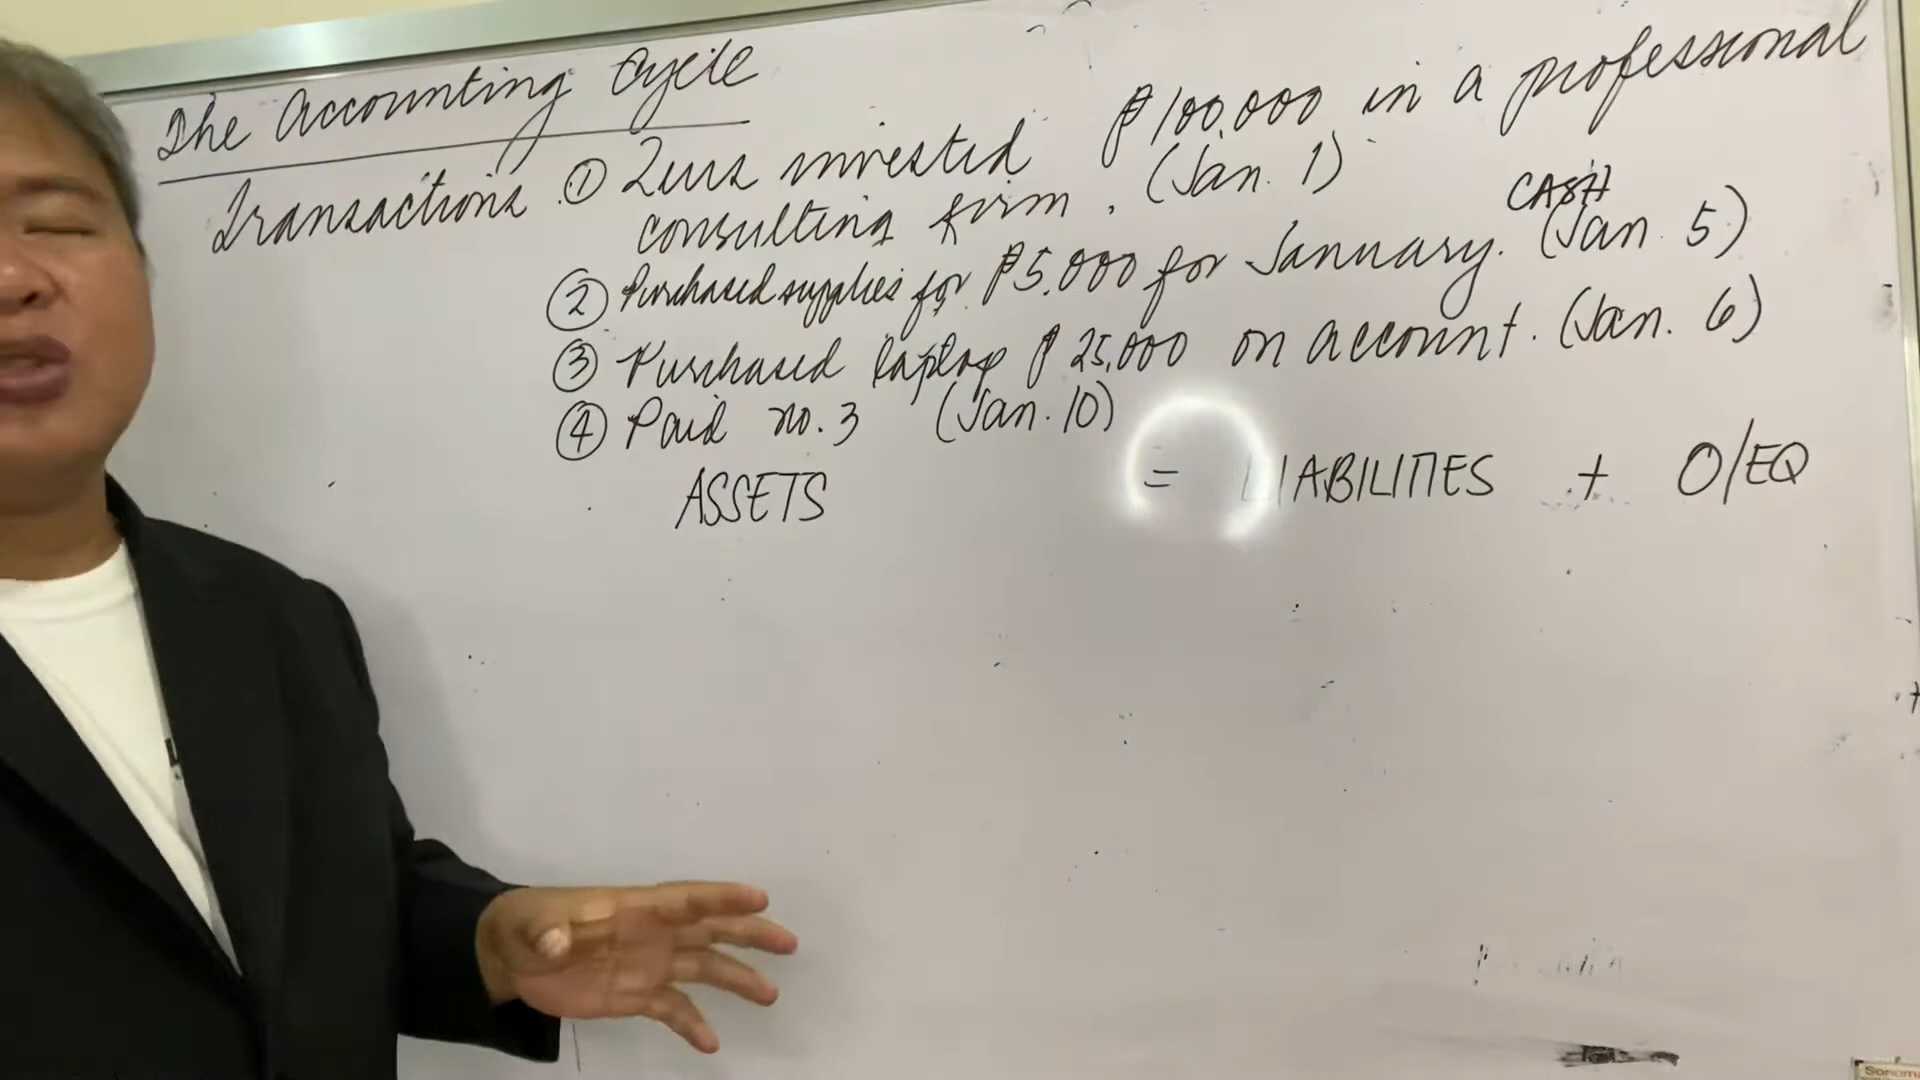 The Accounting Cycle
Transactions ① Zeus invested ₱100,000 in a professional
consulting firm. (Jan. 1)
CASH
② Purchased supplies for ₱5,000 for January. (Jan. 5)
③ Purchased laptop ₱25,000 on account. (Jan. 6)
④ Paid no. 3 (Jan. 10)
ASSETS = LIABILITIES + O/EQ